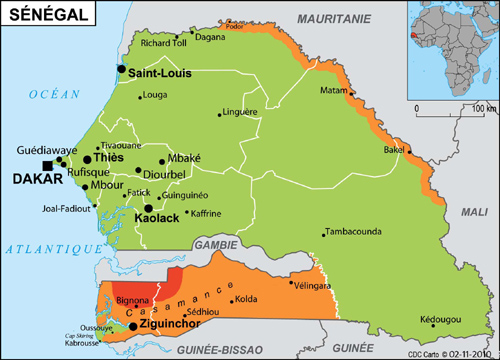 SÉNÉGAL
MAURITANIE
Podor
Dagana
Richard Toll
Saint-Louis
OCÉAN
Louga
Linguère
Matam
0 100 km
Guédiawaye
Tivaouane
Thiès
Mbaké
Bakel
DAKAR
Rufisque
Diourbel
Mbour
Fatick
Guinguinéo
Joal-Fadiout
Kaolack
Kaffrine
MALI
Tambacounda
ATLANTIQUE
GAMBIE
Vélingara
Bignona
Casamance
Kolda
Sédhiou
Oussouye
Ziguinchor
Kédougou
Cap Skiring
Kabrousse
GUINÉE-BISSAO
GUINÉE
CDC Carto © 02-11-2010